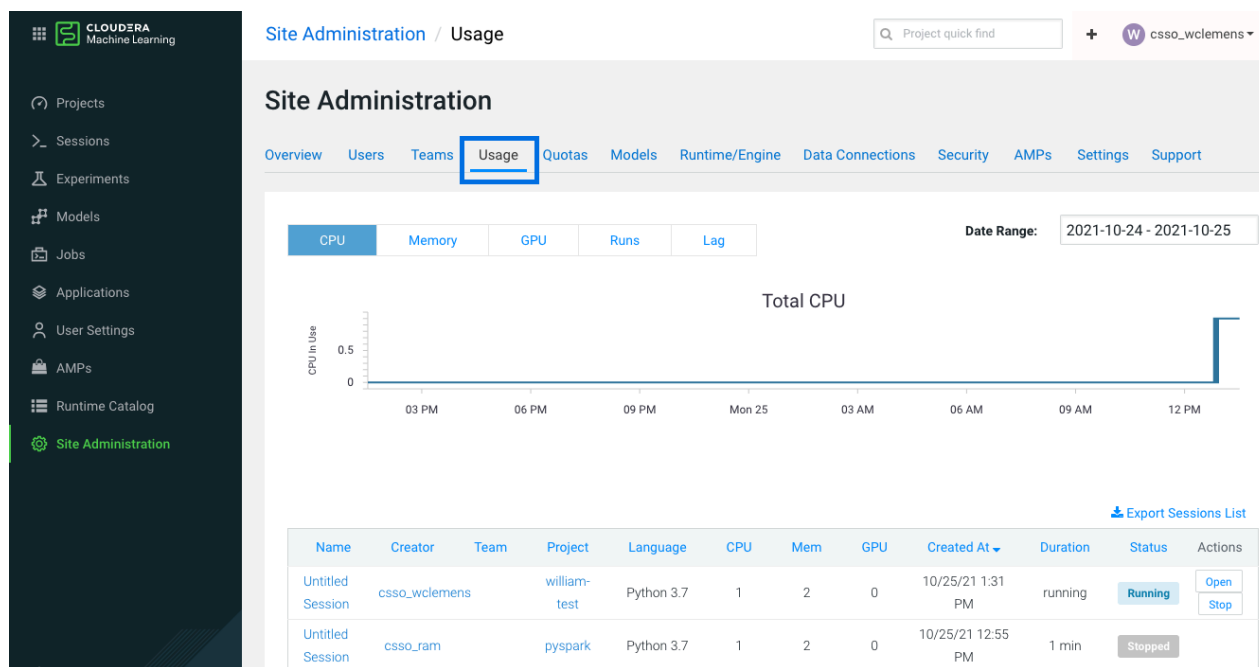 CLOUDERA
Machine Learning
Site Administration / Usage
Project quick find
+
W
csso_wclemens
Projects
Sessions
Experiments
Models
Jobs
Applications
User Settings
AMPs
Runtime Catalog
Site Administration
Site Administration
Overview Users Teams Usage Quotas Models Runtime/Engine Data Connections Security AMPs Settings Support
CPU Memory GPU Runs Lag
Date Range: 2021-10-24 - 2021-10-25
Total CPU
CPU In Use
0.5
0
03 PM 06 PM 09 PM Mon 25 03 AM 06 AM 09 AM 12 PM
Export Sessions List
Name Creator Team Project Language CPU Mem GPU Created At Duration Status Actions
Untitled william- 10/25/21 1:31 Open
csso_wclemens Python 3.7 1 2 0 running Running
Session test PM Stop
Untitled 10/25/21 12:55
csso_ram pyspark Python 3.7 1 2 0 1 min Stopped
Session PM